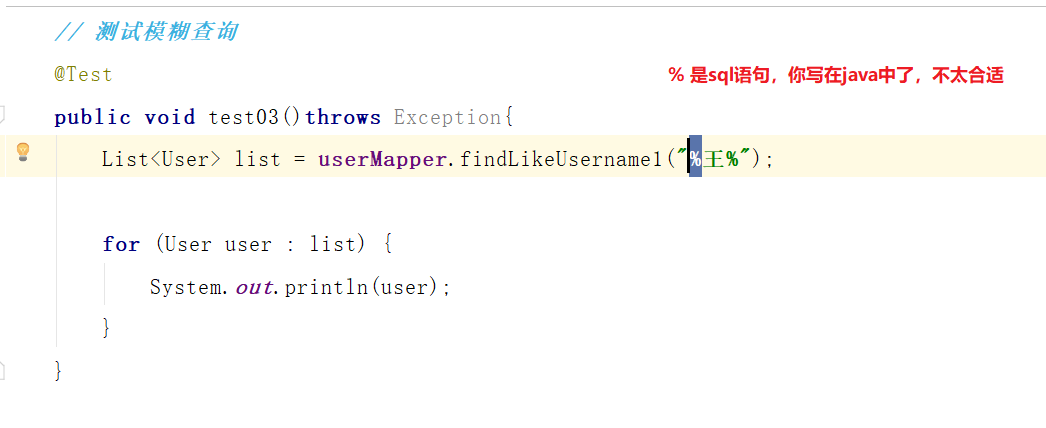 // 测试模糊查询
@Test
% 是sql语句，你写在java中了，不太合适
public void test03()throws Exception{
List<User> list = userMapper.findLikeUsername1("%王%");
for (User user : list) {
System.out.println(user);
}
}